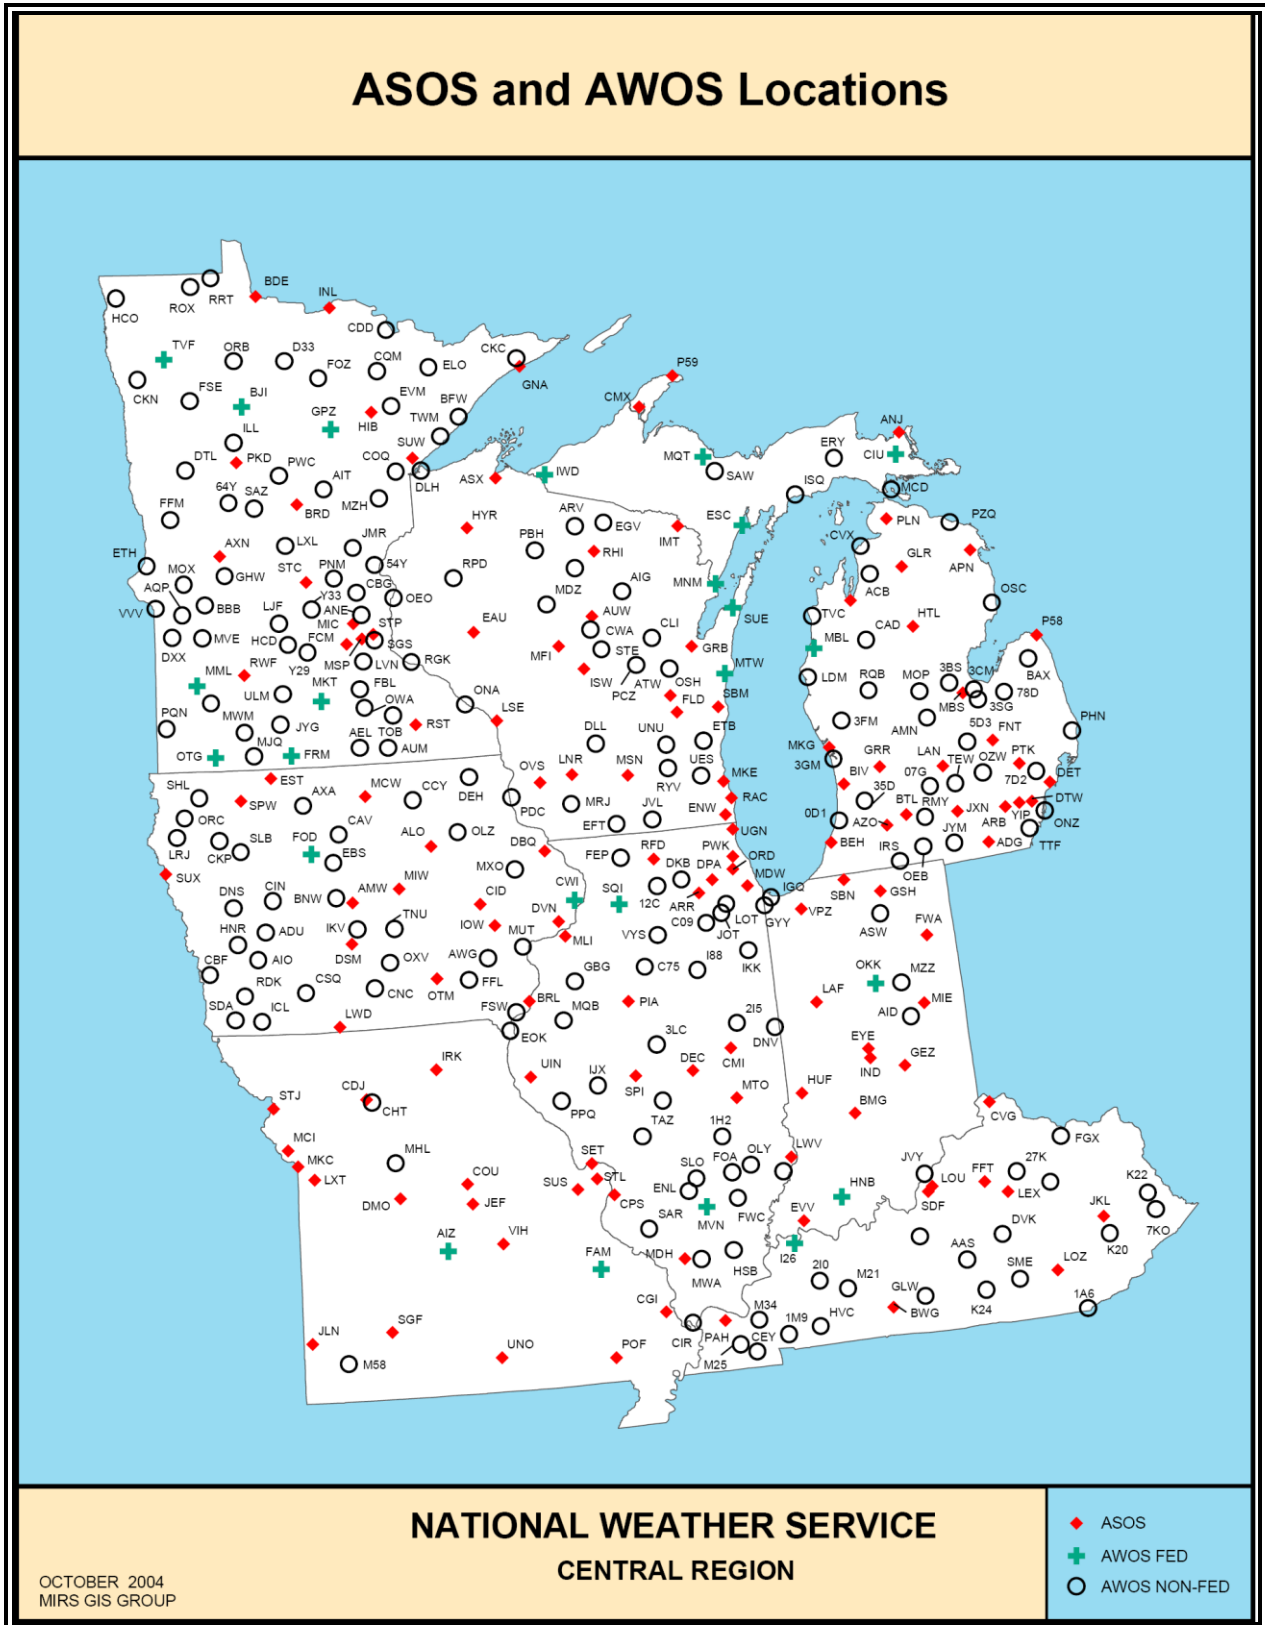 ASOS and AWOS Locations
BDE
INL
RRT
ROX
HCO
CDD
TVF
ORB
D33
FOZ
CQM
ELO
CKC
GNA
P59
CKN
FSE
BJI
GPZ
EVM
BFW
HIB
TWM
CMX
ILL
SUW
ANJ
DTL
PKD
PWC
COQ
DLH
ASX
IWD
MQT
SAW
ERY
CIU
64Y
SAZ
AIT
MZH
ISQ
MCD
FFM
BRD
HYR
ARV
EGV
ESC
PLN
PZQ
ETH
AXN
LXL
JMR
PBH
RHI
IMT
CVX
GLR
APN
MOX
GHW
STC
PNM
54Y
RPD
MDZ
AIG
MNM
ACB
AQP
CBG
OEO
OSC
VVV
BBB
LJF
Y33
ANE
MIC
STP
EAU
AUW
CWA
CLI
SUE
TVC
HTL
P58
DXX
MVE
HCD
FCM
SGS
MFI
STE
GRB
MBL
CAD
MML
RWF
Y29
MSP
LVN
RGK
ISW
PCZ
ATW
OSH
MTW
LDM
RQB
MOP
3BS
3CM
BAX
ULM
MKT
FBL
OWA
ONA
FLD
SBM
MBS
3SG
78D
PQN
MWM
JYG
AEL
TOB
RST
LSE
DLL
UNU
ETB
3FM
AMN
5D3
FNT
PHN
OTG
MJQ
FRM
AUM
MKG
3GM
GRR
LAN
TEW
OZW
PTK
SHL
EST
MCW
CCY
DEH
OVS
LNR
MSN
RYV
UES
MKE
BIV
07G
7D2
DET
SPW
AXA
PDC
MRJ
JVL
ENW
RAC
35D
BTL
RMY
JXN
DTW
ORC
CAV
ALO
OLZ
EFT
UGN
0D1
AZO
ARB
YIP
ONZ
LRJ
CKP
SLB
FOD
EBS
DBQ
FEP
RFD
PWK
ORD
BEH
IRS
JYM
ADG
TTF
SUX
MXO
DKB
DPA
MDW
OEB
DNS
CIN
BNW
AMW
MIW
CID
CWI
SQI
12C
ARR
IGQ
SBN
GSH
HNR
ADU
IKV
TNU
IOW
DVN
C09
LOT
GYY
VPZ
FWA
CBF
AIO
DSM
OXV
AWG
MUT
MLI
VYS
JOT
ASW
RDK
CSQ
CNC
OTM
FFL
GBG
C75
I88
IKK
OKK
MZZ
SDA
ICL
LWD
FSW
BRL
MQB
PIA
2I5
LAF
AID
MIE
EOK
3LC
DNV
EYE
IRK
UIN
IJX
DEC
CMI
IND
GEZ
STJ
CDJ
CHT
SPI
MTO
HUF
PPQ
TAZ
BMG
CVG
MCI
1H2
FGX
MKC
MHL
SET
FOA
OLY
LWV
LXT
COU
STL
SLO
JVY
27K
SUS
ENL
HNB
LOU
FFT
K22
DMO
JEF
CPS
MVN
FWC
EVV
SDF
LEX
JKL
7KO
AIZ
VIH
SAR
DVK
K20
FAM
MDH
HSB
I26
AAS
MWA
2I0
M21
SME
LOZ
CGI
M34
GLW
K24
1A6
SGF
CIR
PAH
1M9
HVC
BWG
JLN
UNO
POF
M25
CEY
M58
NATIONAL WEATHER SERVICE
CENTRAL REGION
OCTOBER 2004
MIRS GIS GROUP
ASOS
AWOS FED
AWOS NON-FED